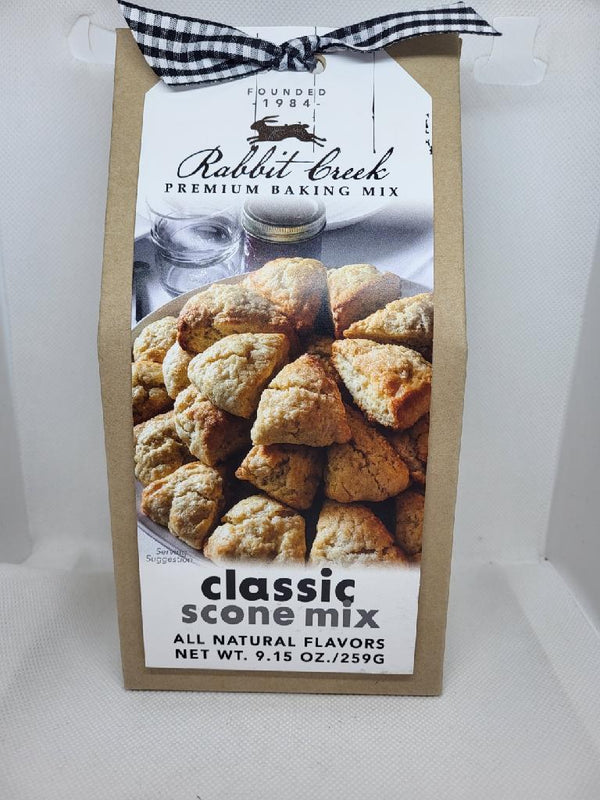 FOUNDED
-1984-
Rabbit Creek
PREMIUM BAKING MIX
Serving
Suggestion
classic
scone mix
ALL NATURAL FLAVORS
NET WT. 9.15 OZ./259G